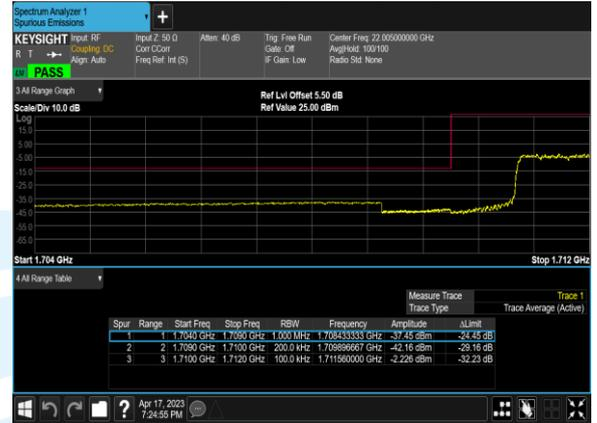 Spectrum Analyzer 1
Spurious Emissions
KEYSIGHT Input: RF Input Z: 50 Ω Atten: 40 dB Trig: Free Run Center Freq: 22.005000000 GHz
R T Coupling: DC Corr CCorr Gate: Off Avg|Hold: 100/100
Align: Auto Freq Ref: Int (S) IF Gain: Low Radio Std: None
PASS
3 All Range Graph
Ref Lvl Offset 5.50 dB
Scale/Div 10.0 dB Ref Value 25.00 dBm
Log
15.0
5.00
-5.00
-15.0
-25.0
-35.0
-45.0
-55.0
-65.0
Start 1.704 GHz Stop 1.712 GHz
4 All Range Table
Measure Trace Trace 1
Trace Type Trace Average (Active)
Spur Range Start Freq Stop Freq RBW Frequency Amplitude ΔLimit
1 1 1.7040 GHz 1.7090 GHz 1.000 MHz 1.708433333 GHz -37.45 dBm -24.45 dB
2 2 1.7090 GHz 1.7100 GHz 200.0 kHz 1.709896667 GHz -42.16 dBm -29.16 dB
3 3 1.7100 GHz 1.7120 GHz 100.0 kHz 1.711560000 GHz -2.226 dBm -32.23 dB
?
Apr 17, 2023
7:24:55 PM